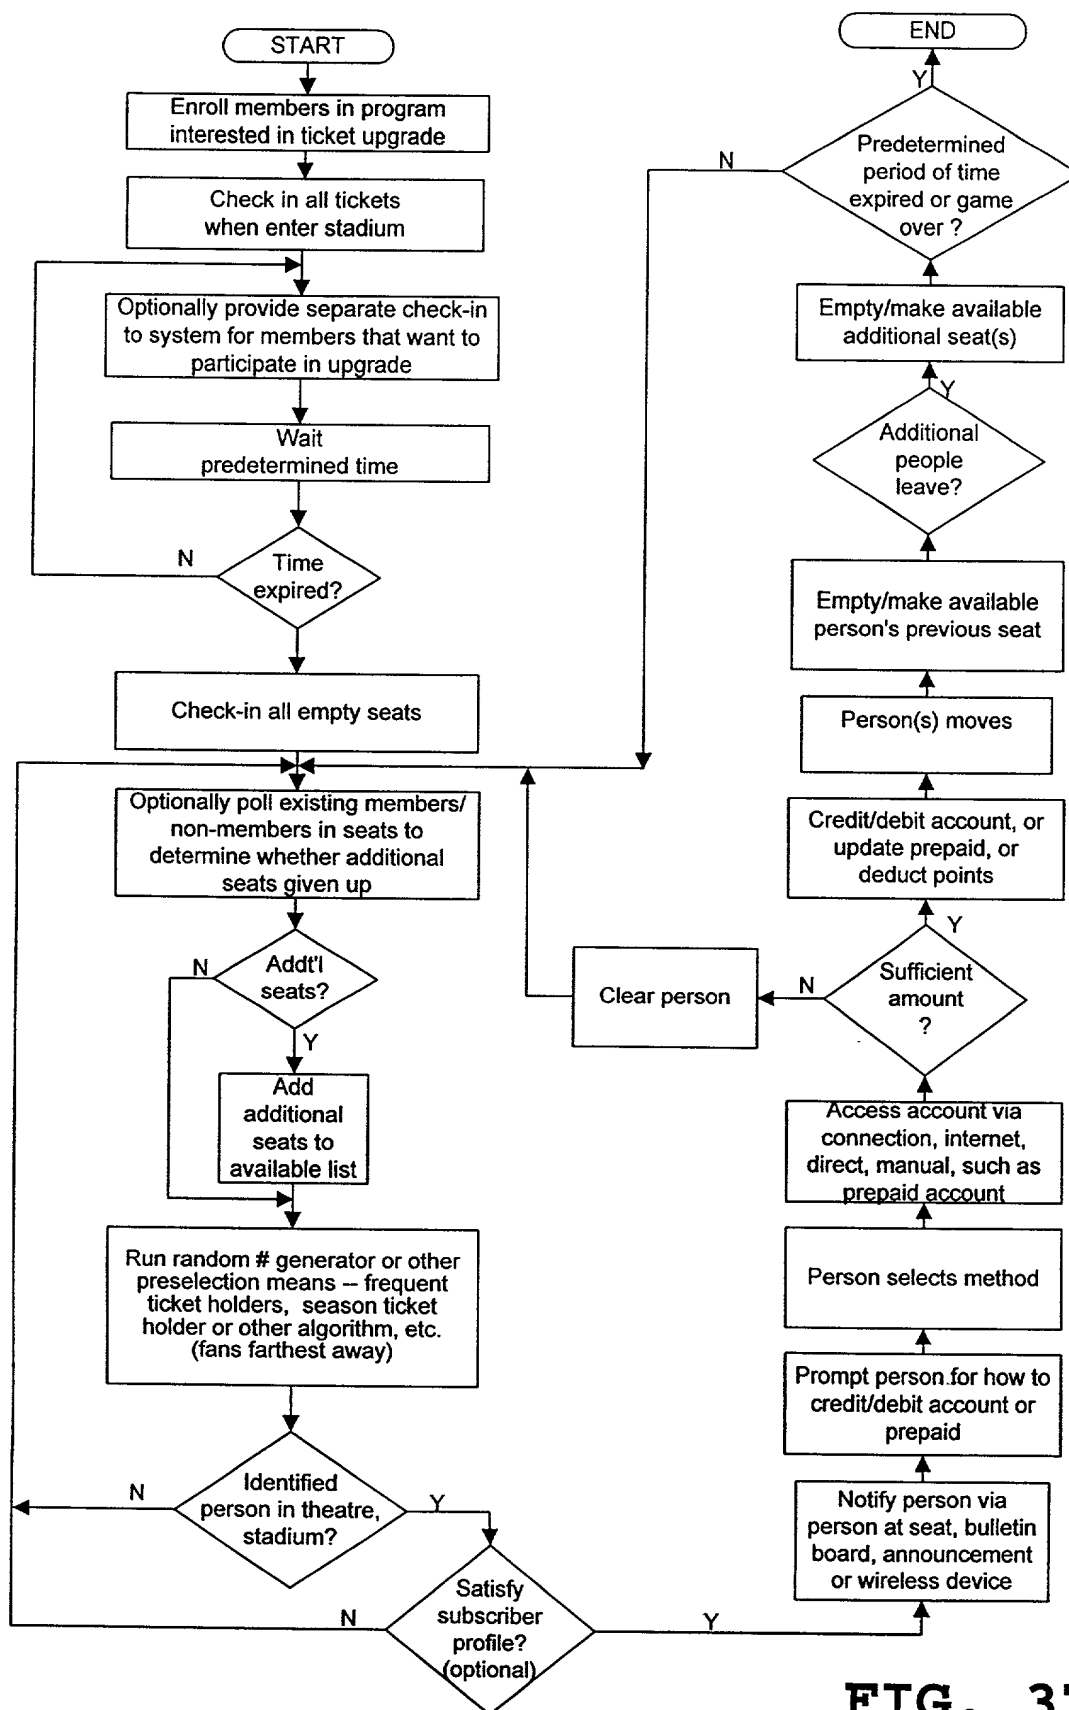 START
Enroll members in program
interested in ticket upgrade
Check in all tickets
when enter stadium
Optionally provide separate check-in
to system for members that want to
participate in upgrade
Wait
predetermined time
N
Time
expired?
Check-in all empty seats
Optionally poll existing members/
non-members in seats to
determine whether additional
seats given up
N
Addt'l
seats?
Y
Add
additional
seats to
available list
Run random # generator or other
preselection means -- frequent
ticket holders, season ticket
holder or other algorithm, etc.
(fans farthest away)
N
Identified
person in theatre,
stadium?
Y
N
Satisfy
subscriber
profile?
(optional)
Y
Notify person via
person at seat, bulletin
board, announcement
or wireless device
Prompt person for how to
credit/debit account or
prepaid
Person selects method
Access account via
connection, internet,
direct, manual, such as
prepaid account
Sufficient
amount
?
N
Clear person
Y
Credit/debit account, or
update prepaid, or
deduct points
Person(s) moves
Empty/make available
person's previous seat
Additional
people
leave?
Y
Empty/make available
additional seat(s)
Predetermined
period of time
expired or game
over ?
N
Y
END
FIG.